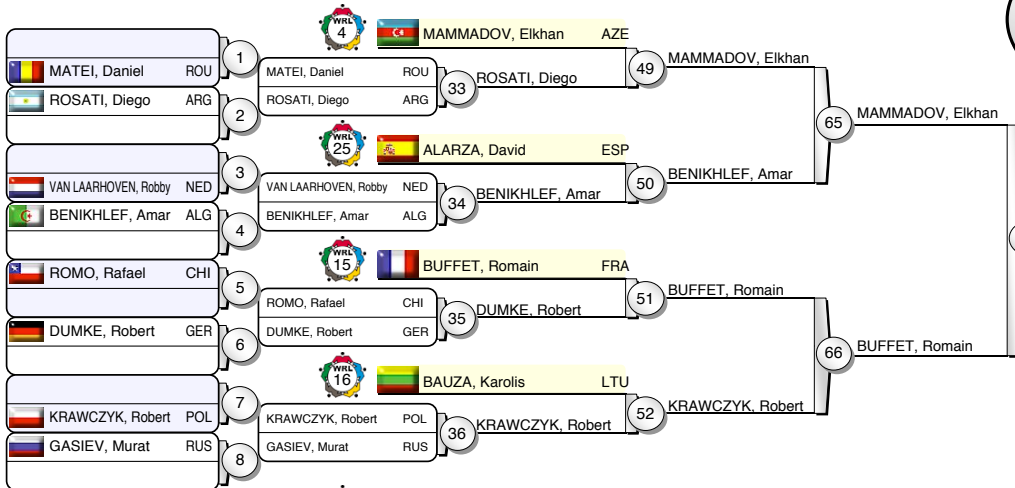 WRL
4
MAMMADOV, Elkhan AZE
1
MATEI, Daniel ROU
MATEI, Daniel ROU
49
MAMMADOV, Elkhan
33
ROSATI, Diego
ROSATI, Diego ARG
ROSATI, Diego ARG
2
65
MAMMADOV, Elkhan
WRL
25
ALARZA, David ESP
3
VAN LAARHOVEN, Robby NED
VAN LAARHOVEN, Robby NED
50
BENIKHLEF, Amar
34
BENIKHLEF, Amar
BENIKHLEF, Amar ALG
BENIKHLEF, Amar ALG
4
WRL
15
BUFFET, Romain FRA
ROMO, Rafael CHI
5
ROMO, Rafael CHI
51
BUFFET, Romain
35
DUMKE, Robert
DUMKE, Robert GER
DUMKE, Robert GER
6
66
BUFFET, Romain
WRL
16
BAUZA, Karolis LTU
7
KRAWCZYK, Robert POL
KRAWCZYK, Robert POL
52
KRAWCZYK, Robert
36
KRAWCZYK, Robert
GASIEV, Murat RUS
GASIEV, Murat RUS
8